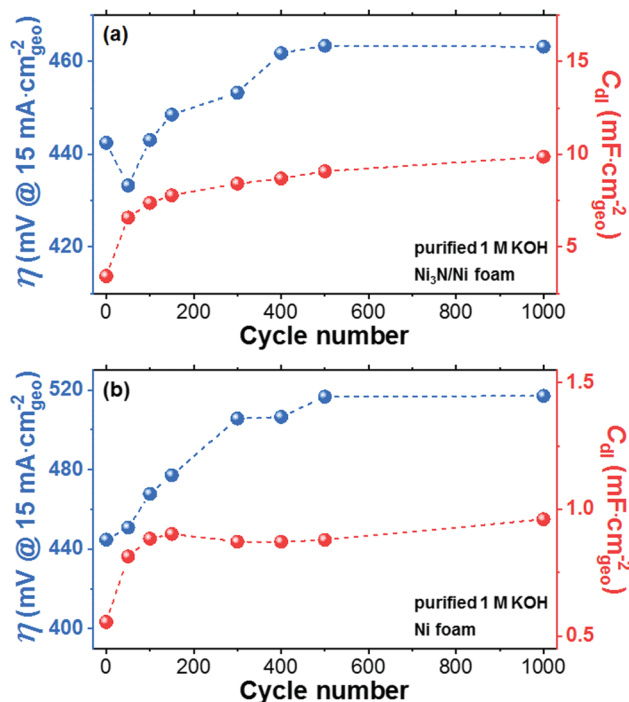 (a)
η (mV @ 15 mA·cm⁻²geo)
460
440
420
15
10
5
Cdl (mF·cm⁻²geo)
purified 1 M KOH
Ni₃N/Ni foam
0 200 400 600 800 1000
Cycle number
(b)
η (mV @ 15 mA·cm⁻²geo)
520
480
440
400
1.5
1.0
0.5
Cdl (mF·cm⁻²geo)
purified 1 M KOH
Ni foam
0 200 400 600 800 1000
Cycle number